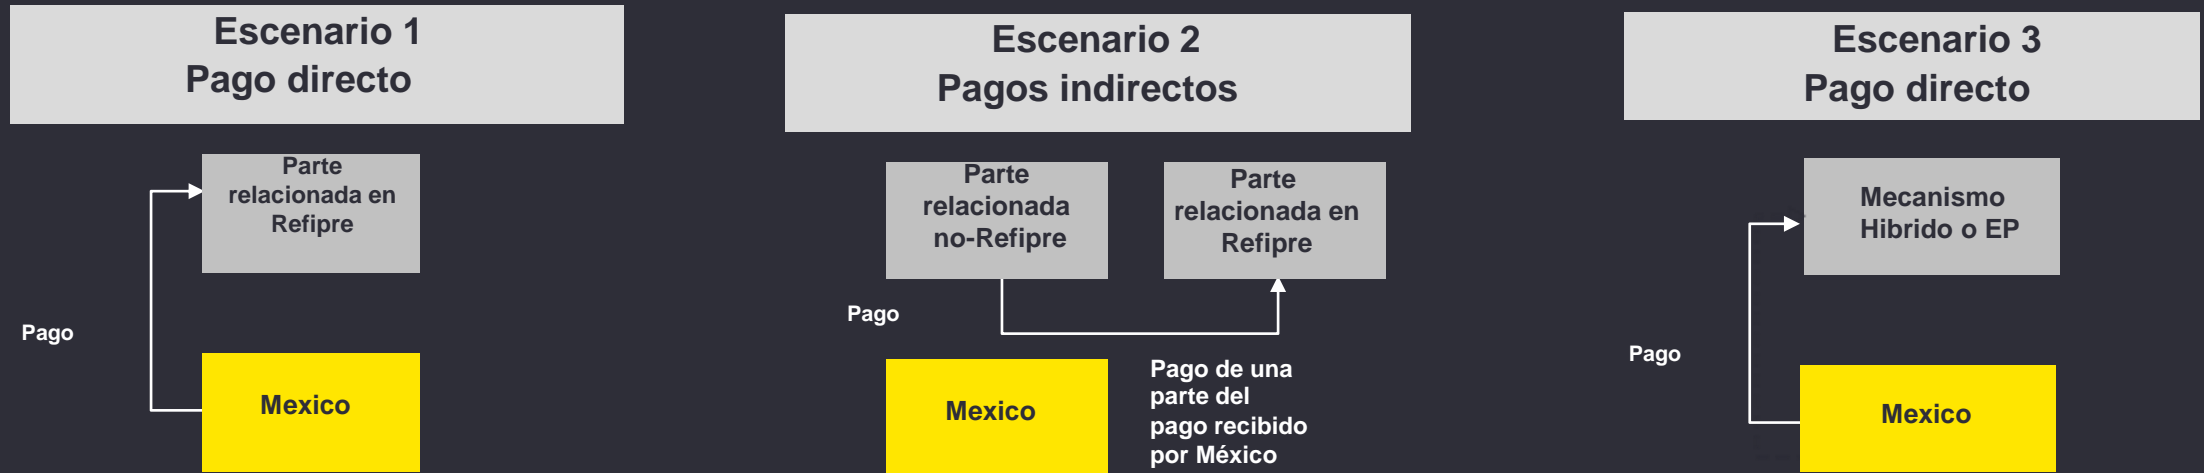 Escenario 1
Pago directo
Parte
relacionada en
Refipre
Pago
Mexico
Escenario 2
Pagos indirectos
Parte
relacionada
no-Refipre
Parte
relacionada en
Refipre
Pago
Mexico
Pago de una
parte del
pago recibido
por México
Escenario 3
Pago directo
Mecanismo
Hibrido o EP
Pago
Mexico